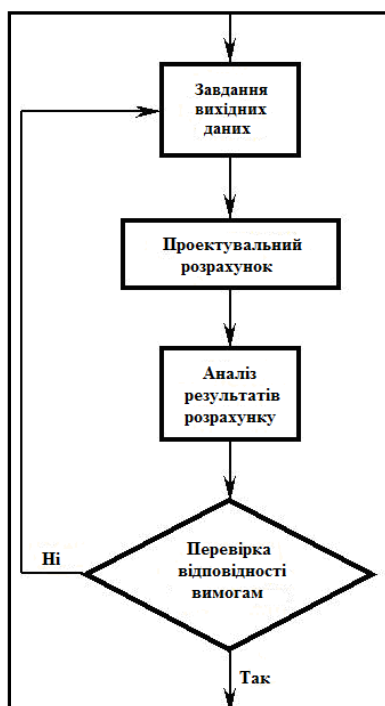 Завдання
вихідних
даних
Проектувальний
розрахунок
Аналіз
результатів
розрахунку
Перевірка
відповідності
вимогам
Ні
Так